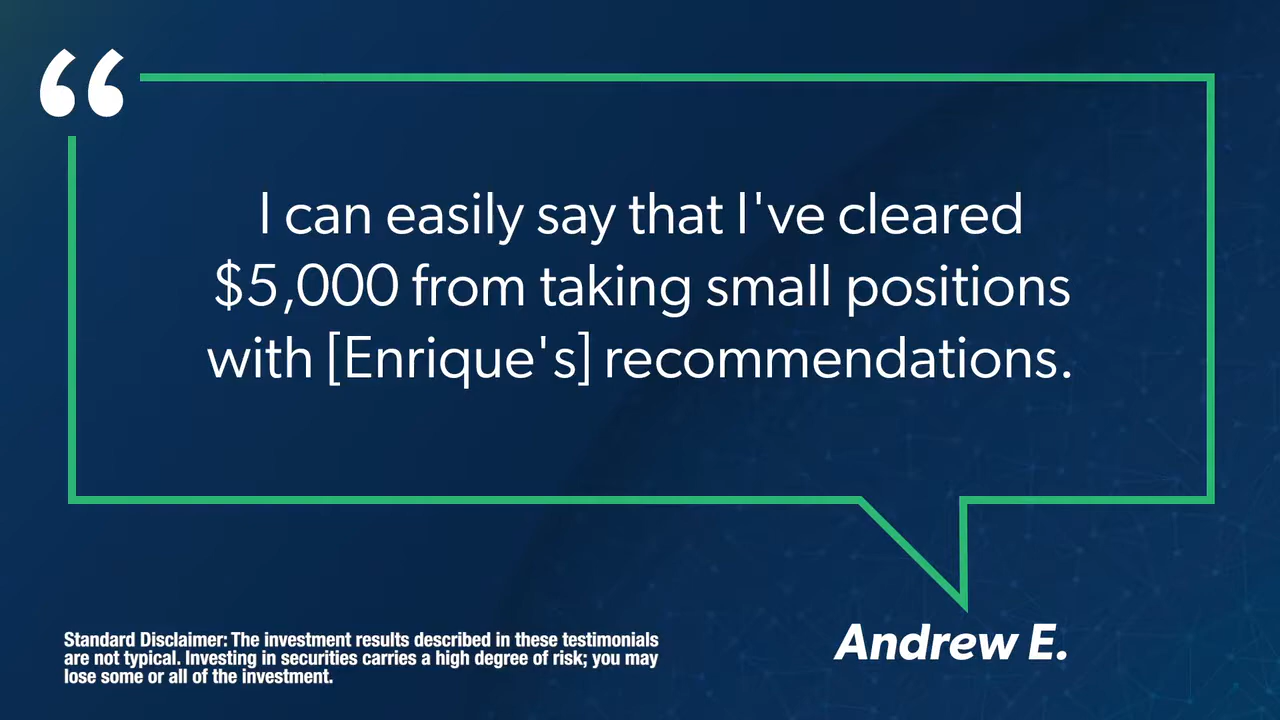 “
I can easily say that I've cleared
$5,000 from taking small positions
with [Enrique's] recommendations.
Andrew E.
Standard Disclaimer: The investment results described in these testimonials
are not typical. Investing in securities carries a high degree of risk; you may
lose some or all of the investment.